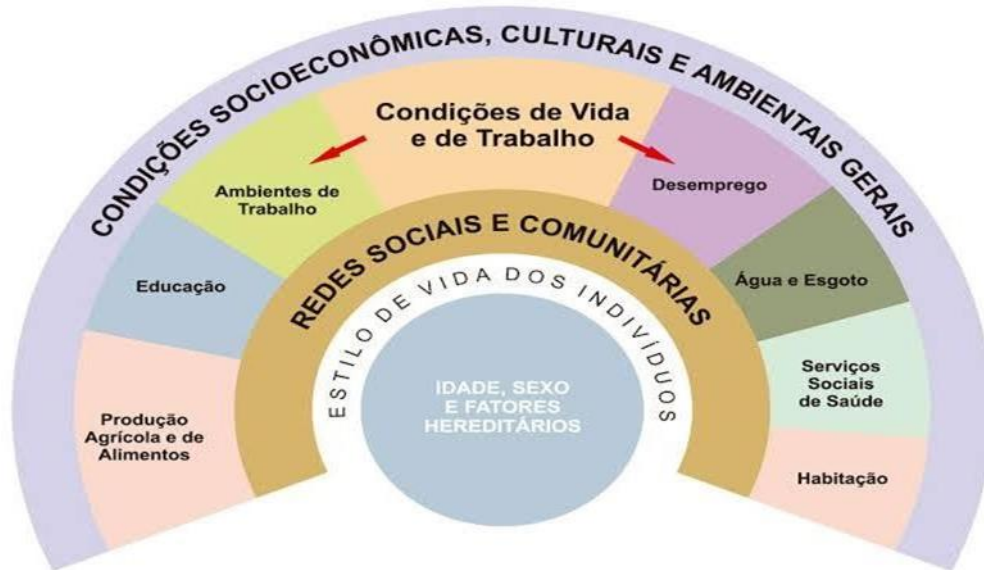 CONDIÇÕES SOCIOECONÔMICAS, CULTURAIS E AMBIENTAIS GERAIS
Condições de Vida
e de Trabalho
Ambientes de
Trabalho
Desemprego
Educação
Água e Esgoto
Produção
Agrícola e de
Alimentos
Serviços
Sociais
de Saúde
Habitação
REDES SOCIAIS E COMUNITÁRIAS
ESTILO DE VIDA DOS INDIVÍDUOS
IDADE, SEXO
E FATORES
HEREDITÁRIOS